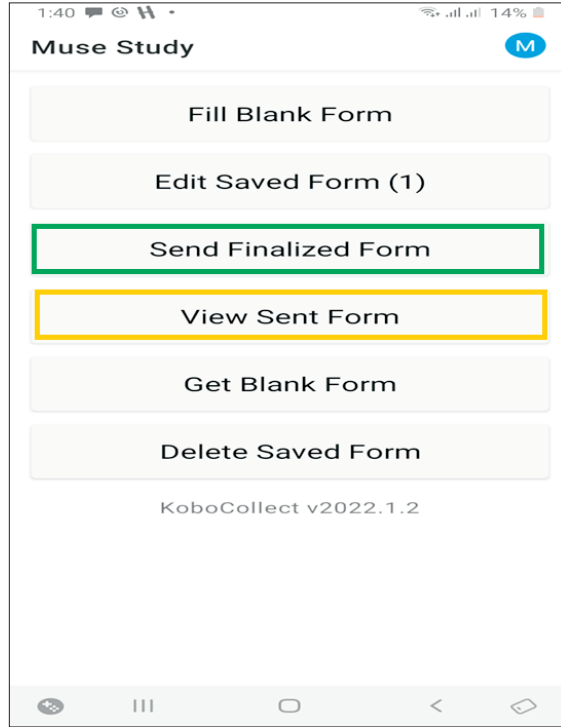 1:40 14%
Muse Study M
Fill Blank Form
Edit Saved Form (1)
Send Finalized Form
View Sent Form
Get Blank Form
Delete Saved Form
KoboCollect v2022.1.2